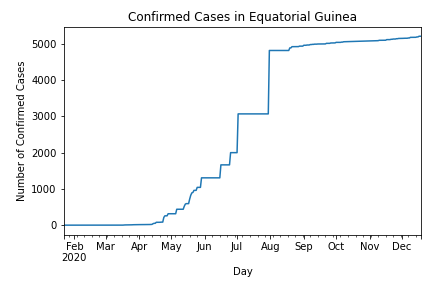 Confirmed Cases in Equatorial Guinea
Number of Confirmed Cases
5000
4000
3000
2000
1000
0
Feb Mar Apr May Jun Jul Aug Sep Oct Nov Dec
2020
Day